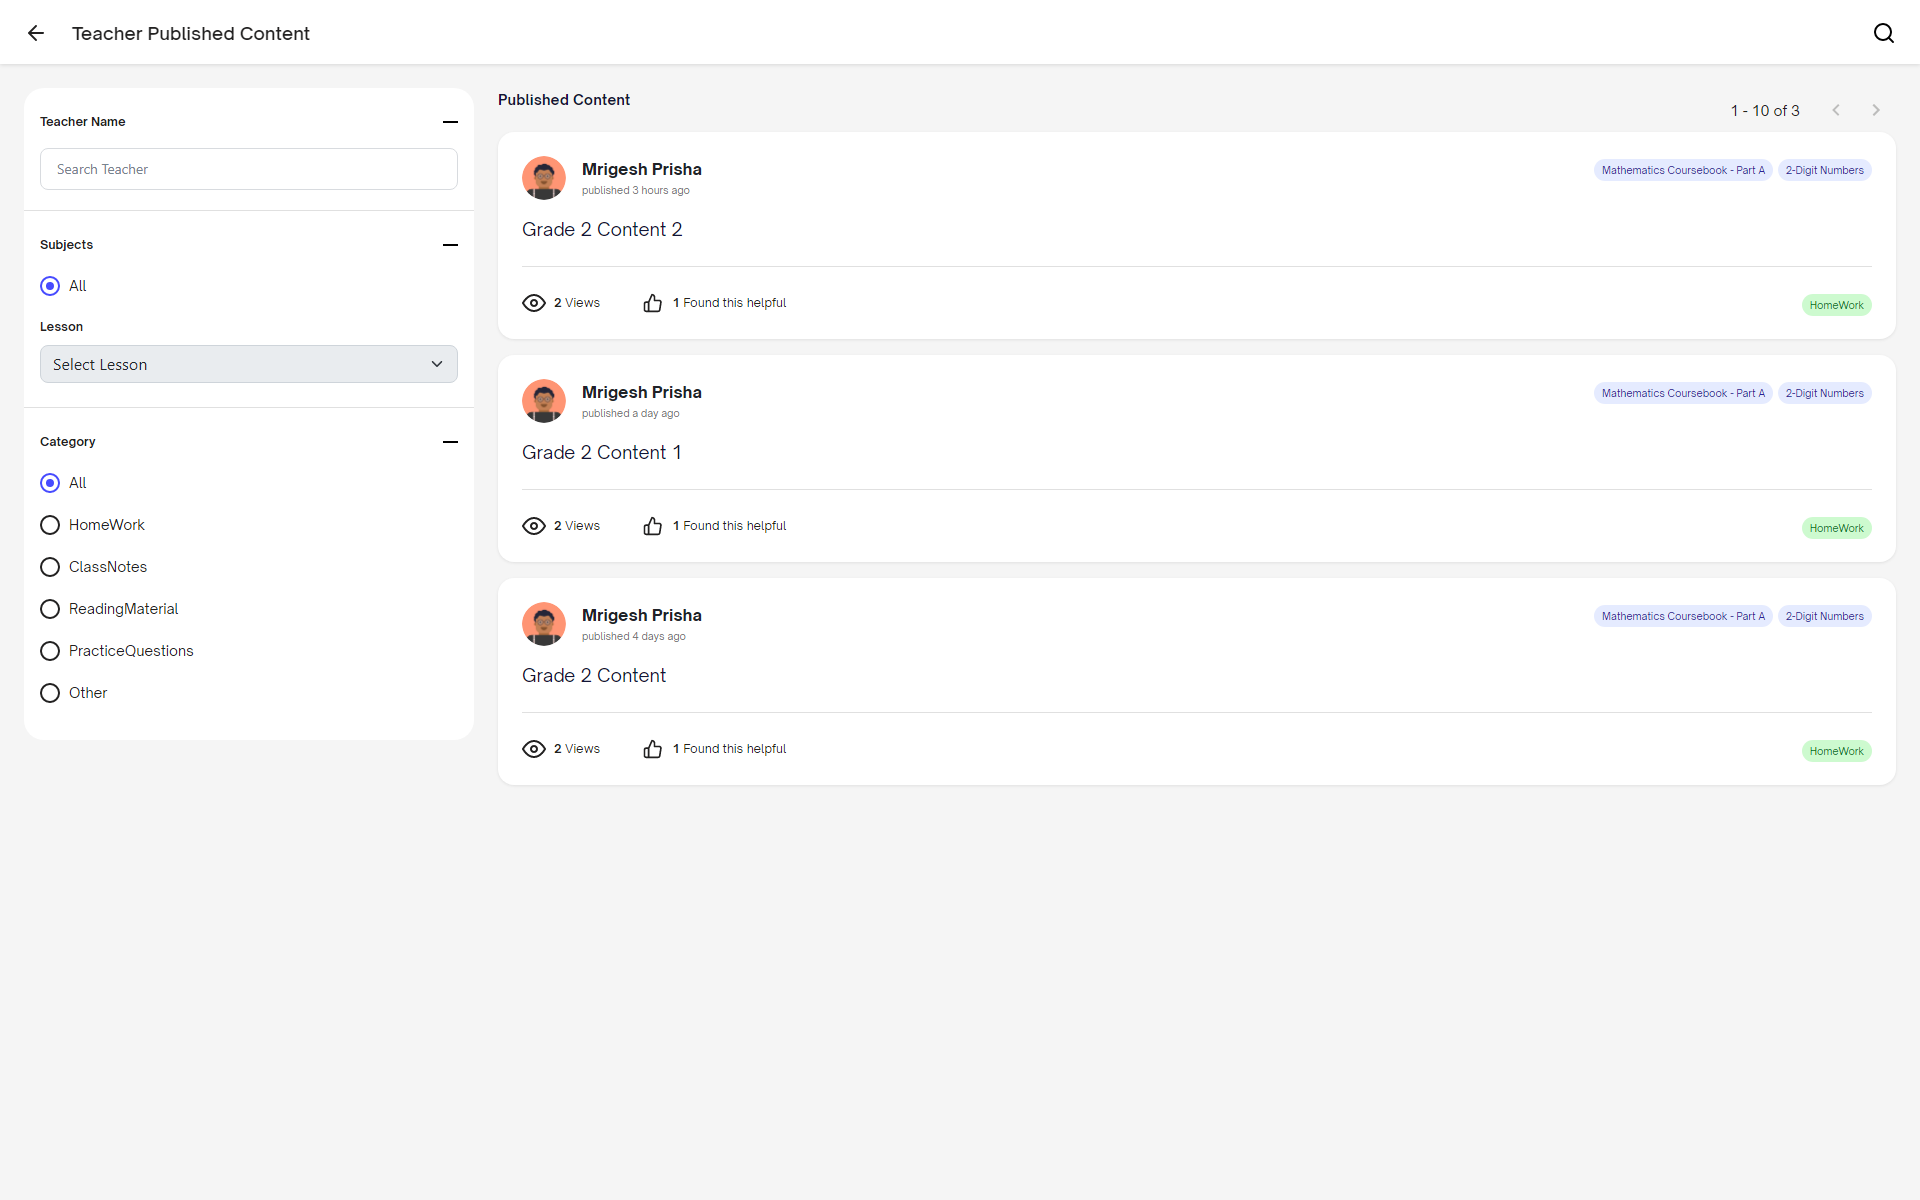 Teacher Published Content
Teacher Name
Search Teacher
Subjects
All
Lesson
Select Lesson
Category
All
HomeWork
ClassNotes
ReadingMaterial
PracticeQuestions
Other
Published Content
1 - 10 of 3
Mrigesh Prisha
published 3 hours ago
Mathematics Coursebook - Part A
2-Digit Numbers
Grade 2 Content 2
2 Views
1 Found this helpful
HomeWork
Mrigesh Prisha
published a day ago
Mathematics Coursebook - Part A
2-Digit Numbers
Grade 2 Content 1
2 Views
1 Found this helpful
HomeWork
Mrigesh Prisha
published 4 days ago
Mathematics Coursebook - Part A
2-Digit Numbers
Grade 2 Content
2 Views
1 Found this helpful
HomeWork